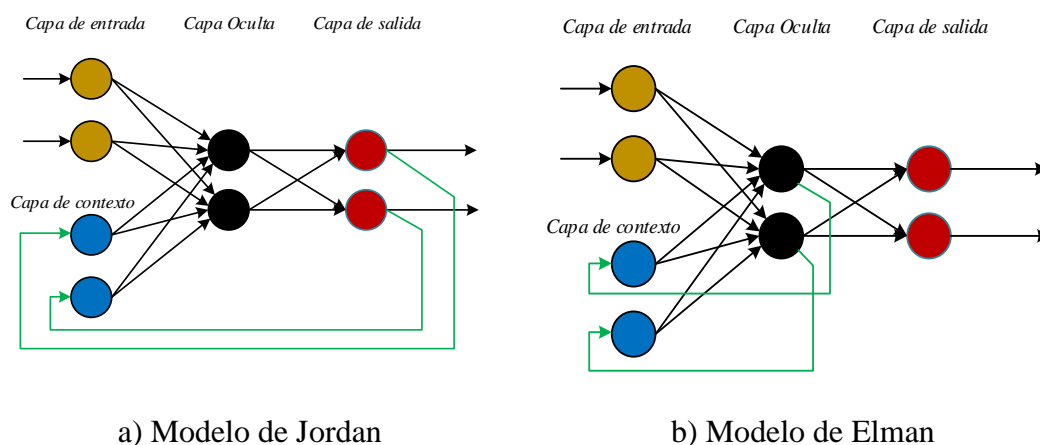 Capa de entrada Capa Oculta Capa de salida
Capa de contexto
a) Modelo de Jordan
Capa de entrada Capa Oculta Capa de salida
Capa de contexto
b) Modelo de Elman